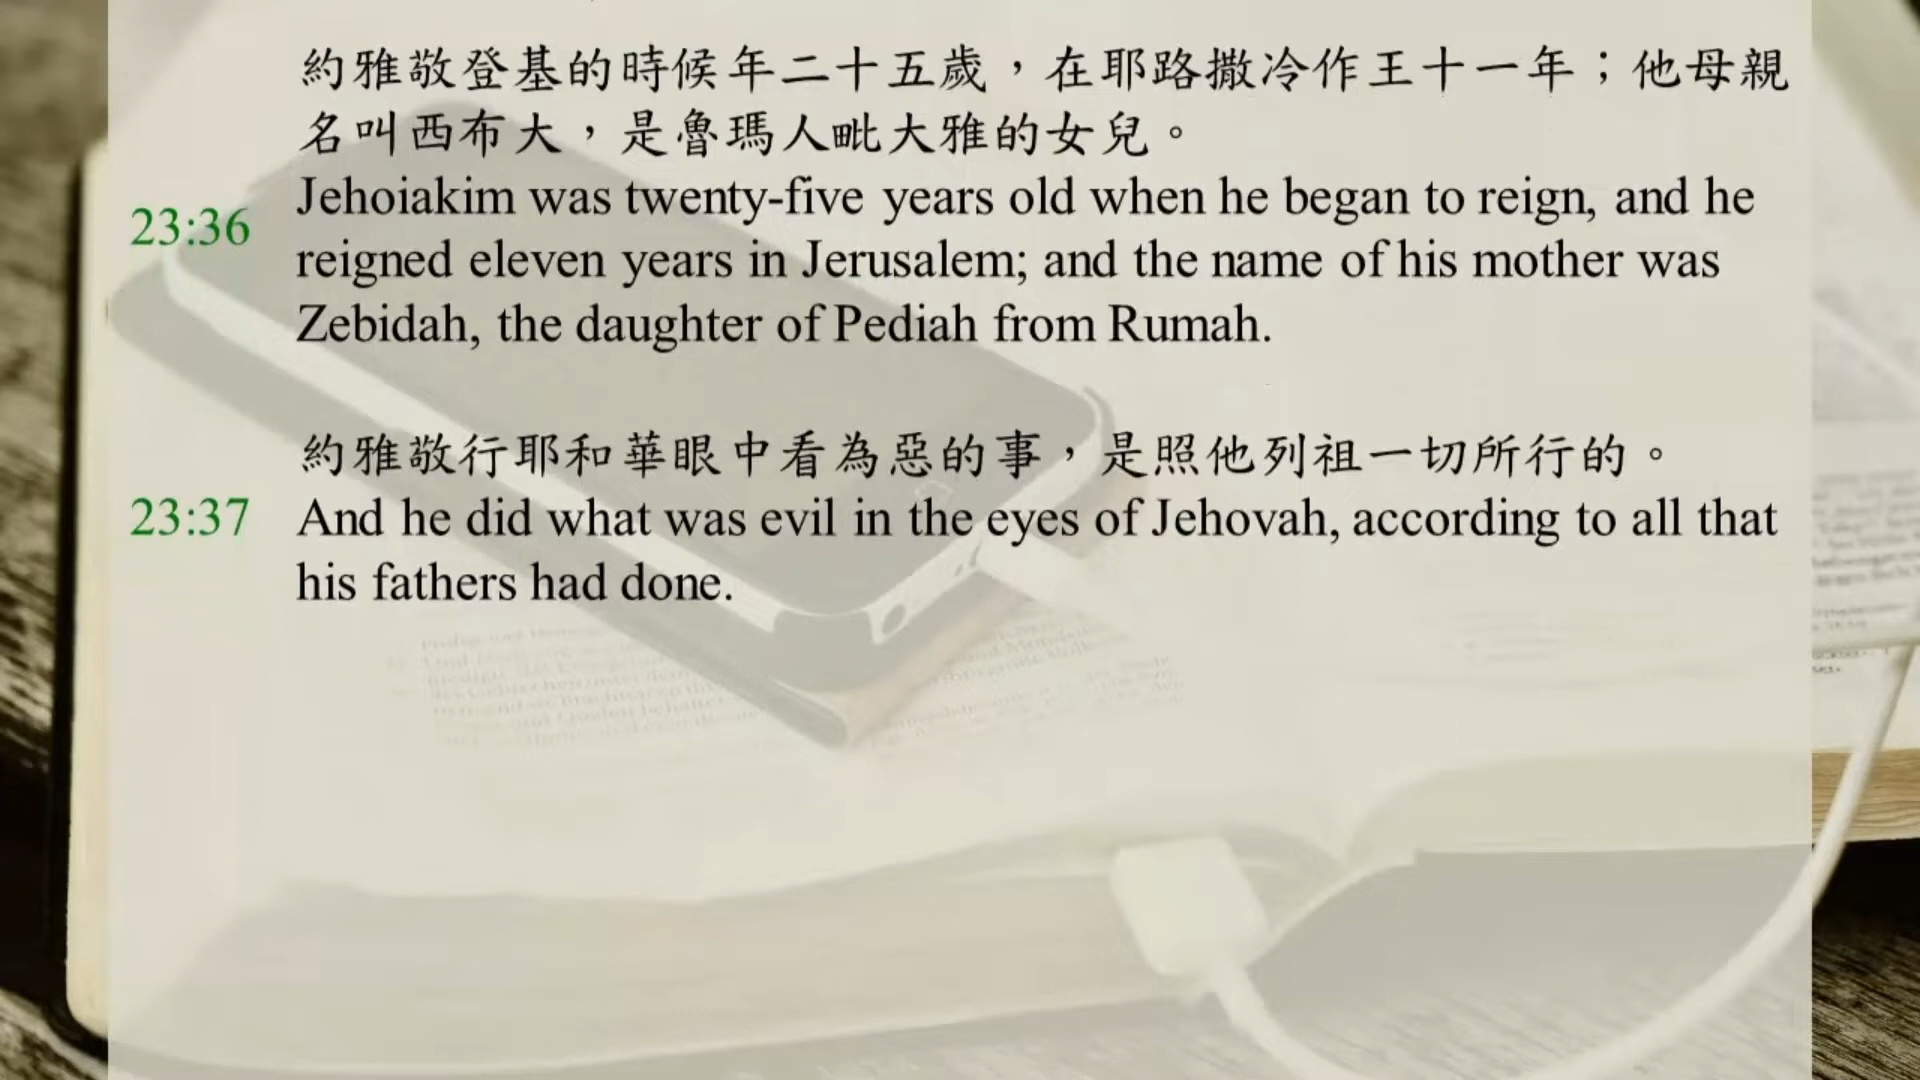 約雅敬登基的時候年二十五歲，在耶路撒冷作王十一年；他母親
名叫西布大，是魯瑪人毗大雅的女兒。
23:36
Jehoiakim was twenty-five years old when he began to reign, and he
reigned eleven years in Jerusalem; and the name of his mother was
Zebidah, the daughter of Pediah from Rumah.
約雅敬行耶和華眼中看為惡的事，是照他列祖一切所行的。
23:37
And he did what was evil in the eyes of Jehovah, according to all that
his fathers had done.